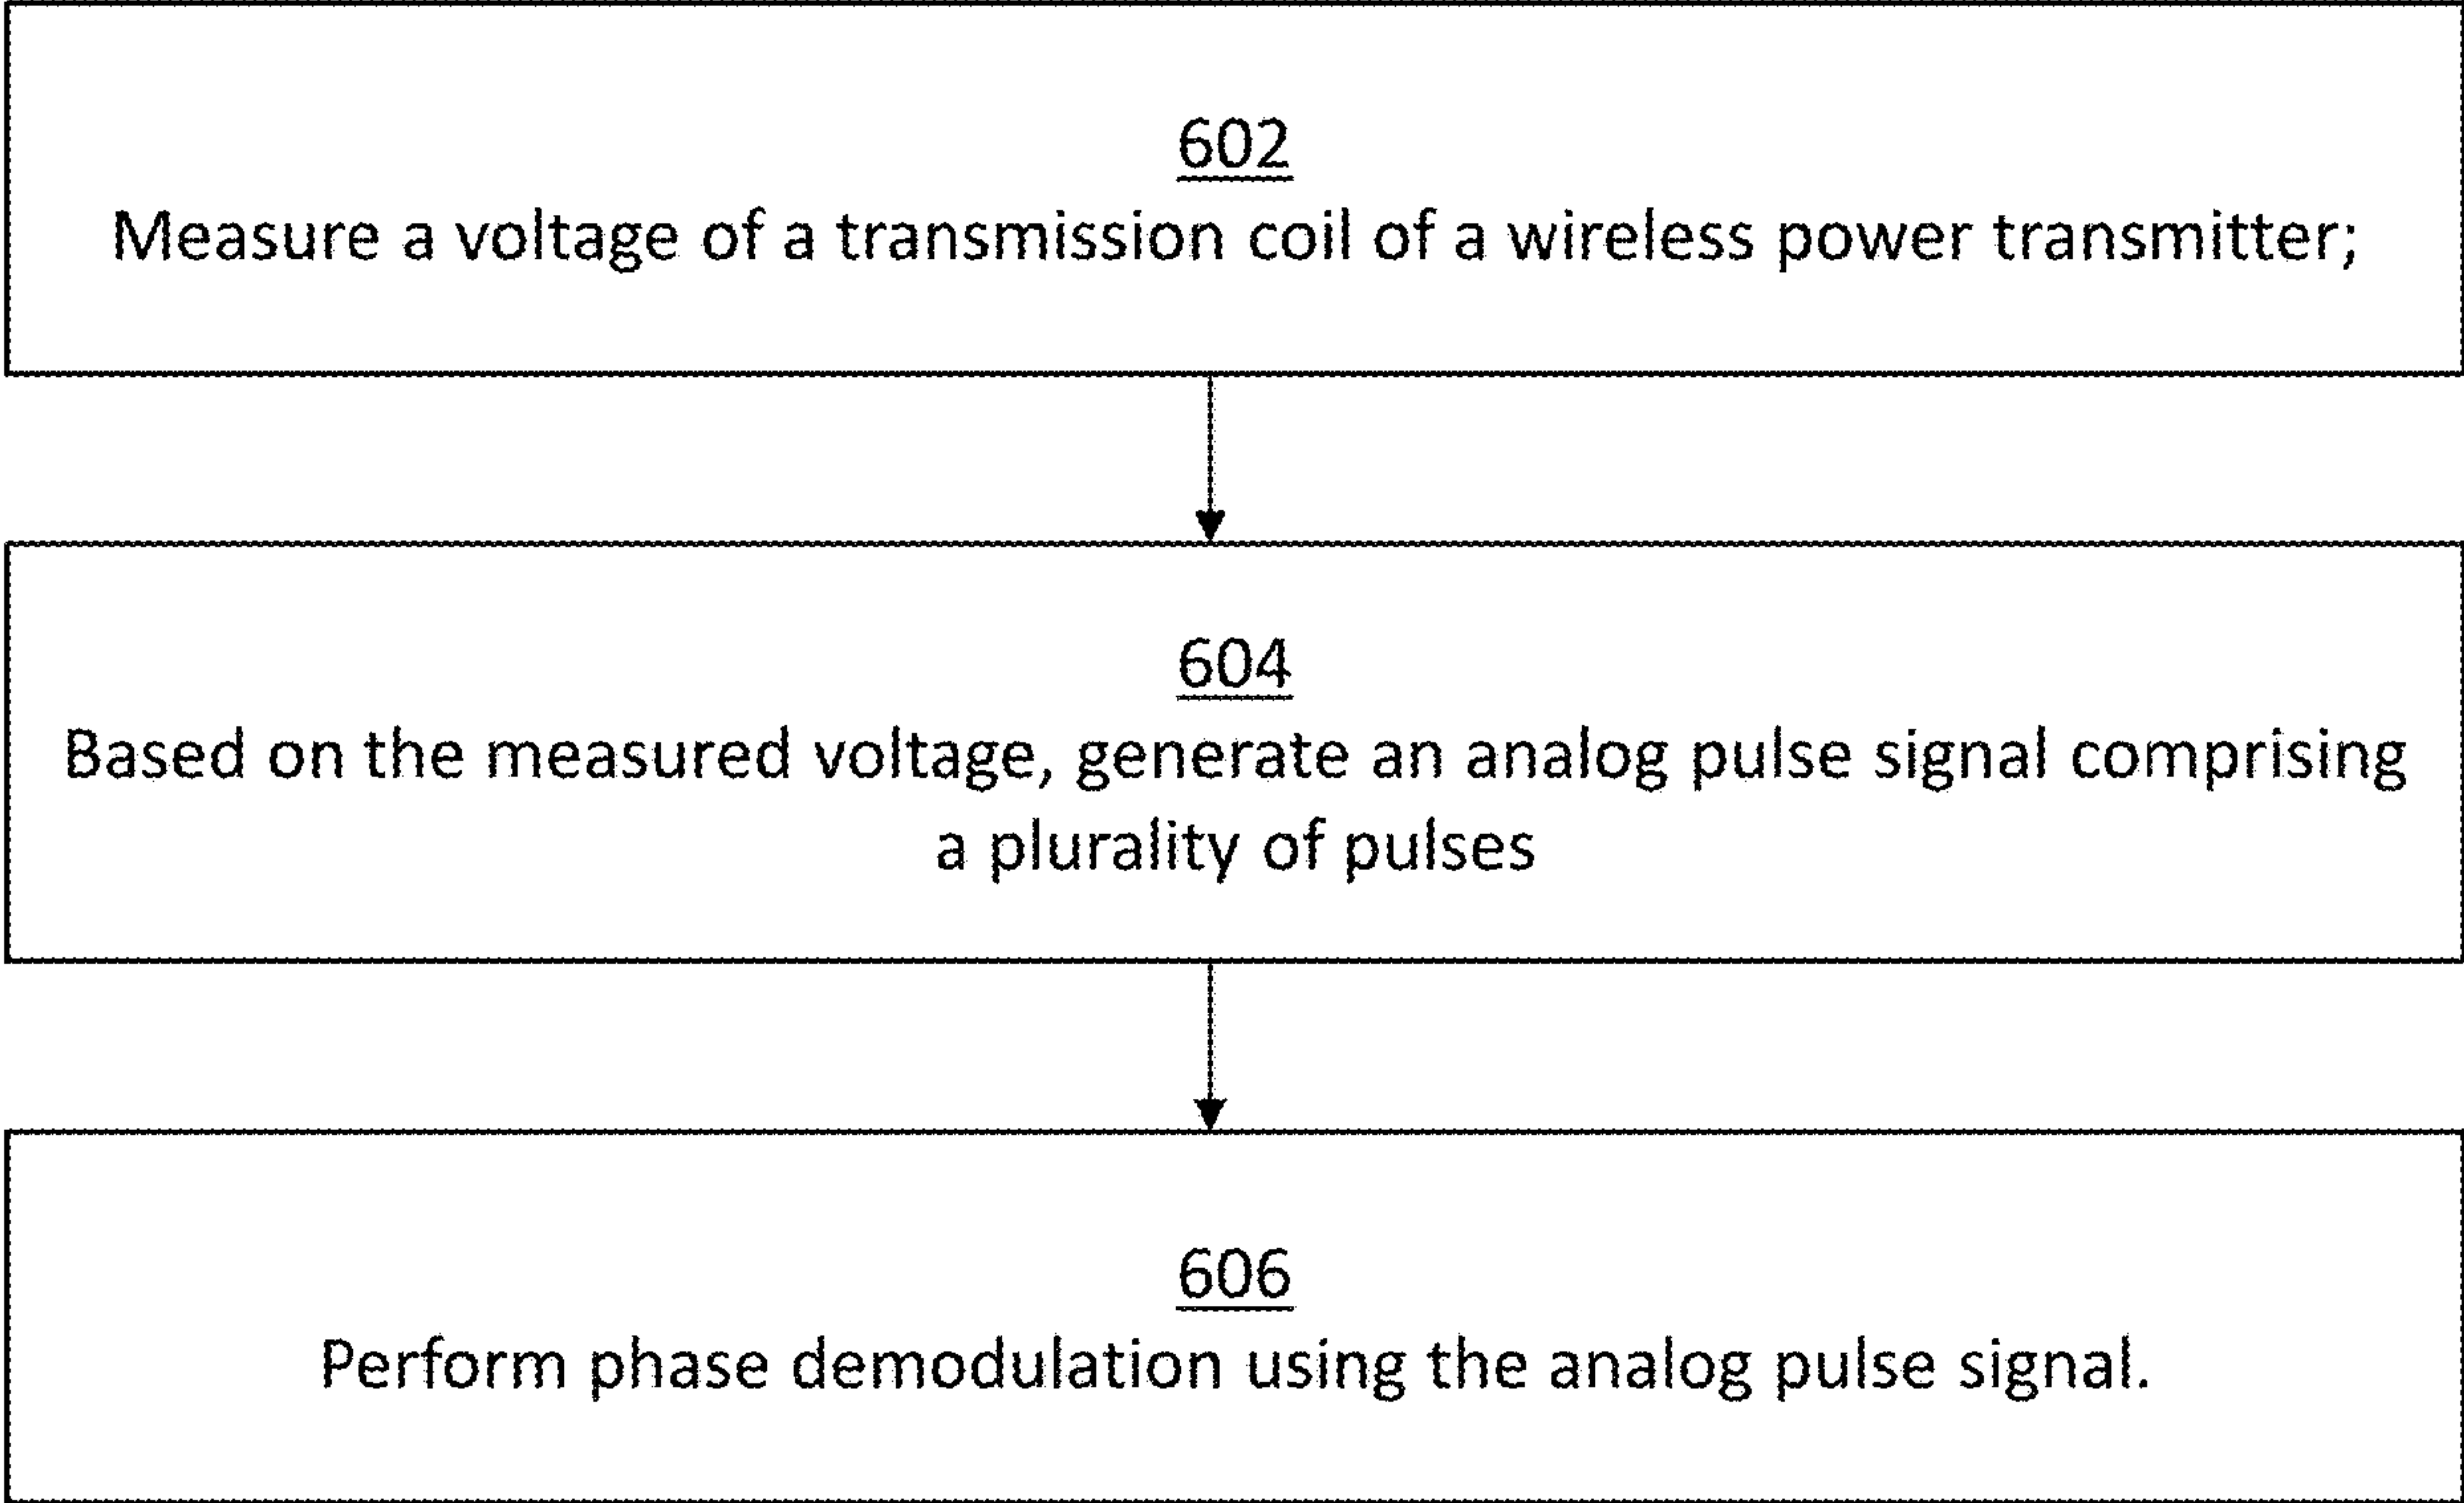 602
Measure a voltage of a transmission coil of a wireless power transmitter;
604
Based on the measured voltage, generate an analog pulse signal comprising
a plurality of pulses
606
Perform phase demodulation using the analog pulse signal.